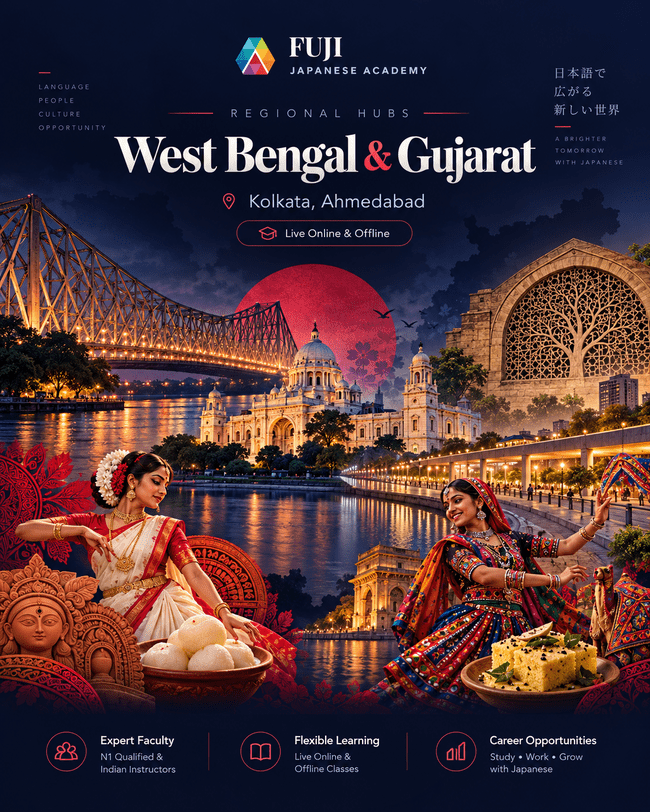 FUJI
JAPANESE ACADEMY
LANGUAGE
PEOPLE
CULTURE
OPPORTUNITY
日本語で
広がる
新しい世界
A BRIGHTER
TOMORROW
WITH JAPANESE
REGIONAL HUBS
West Bengal & Gujarat
Kolkata, Ahmedabad
Live Online & Offline
Expert Faculty
N1 Qualified &
Indian Instructors
Flexible Learning
Live Online &
Offline Classes
Career Opportunities
Study • Work • Grow
with Japanese